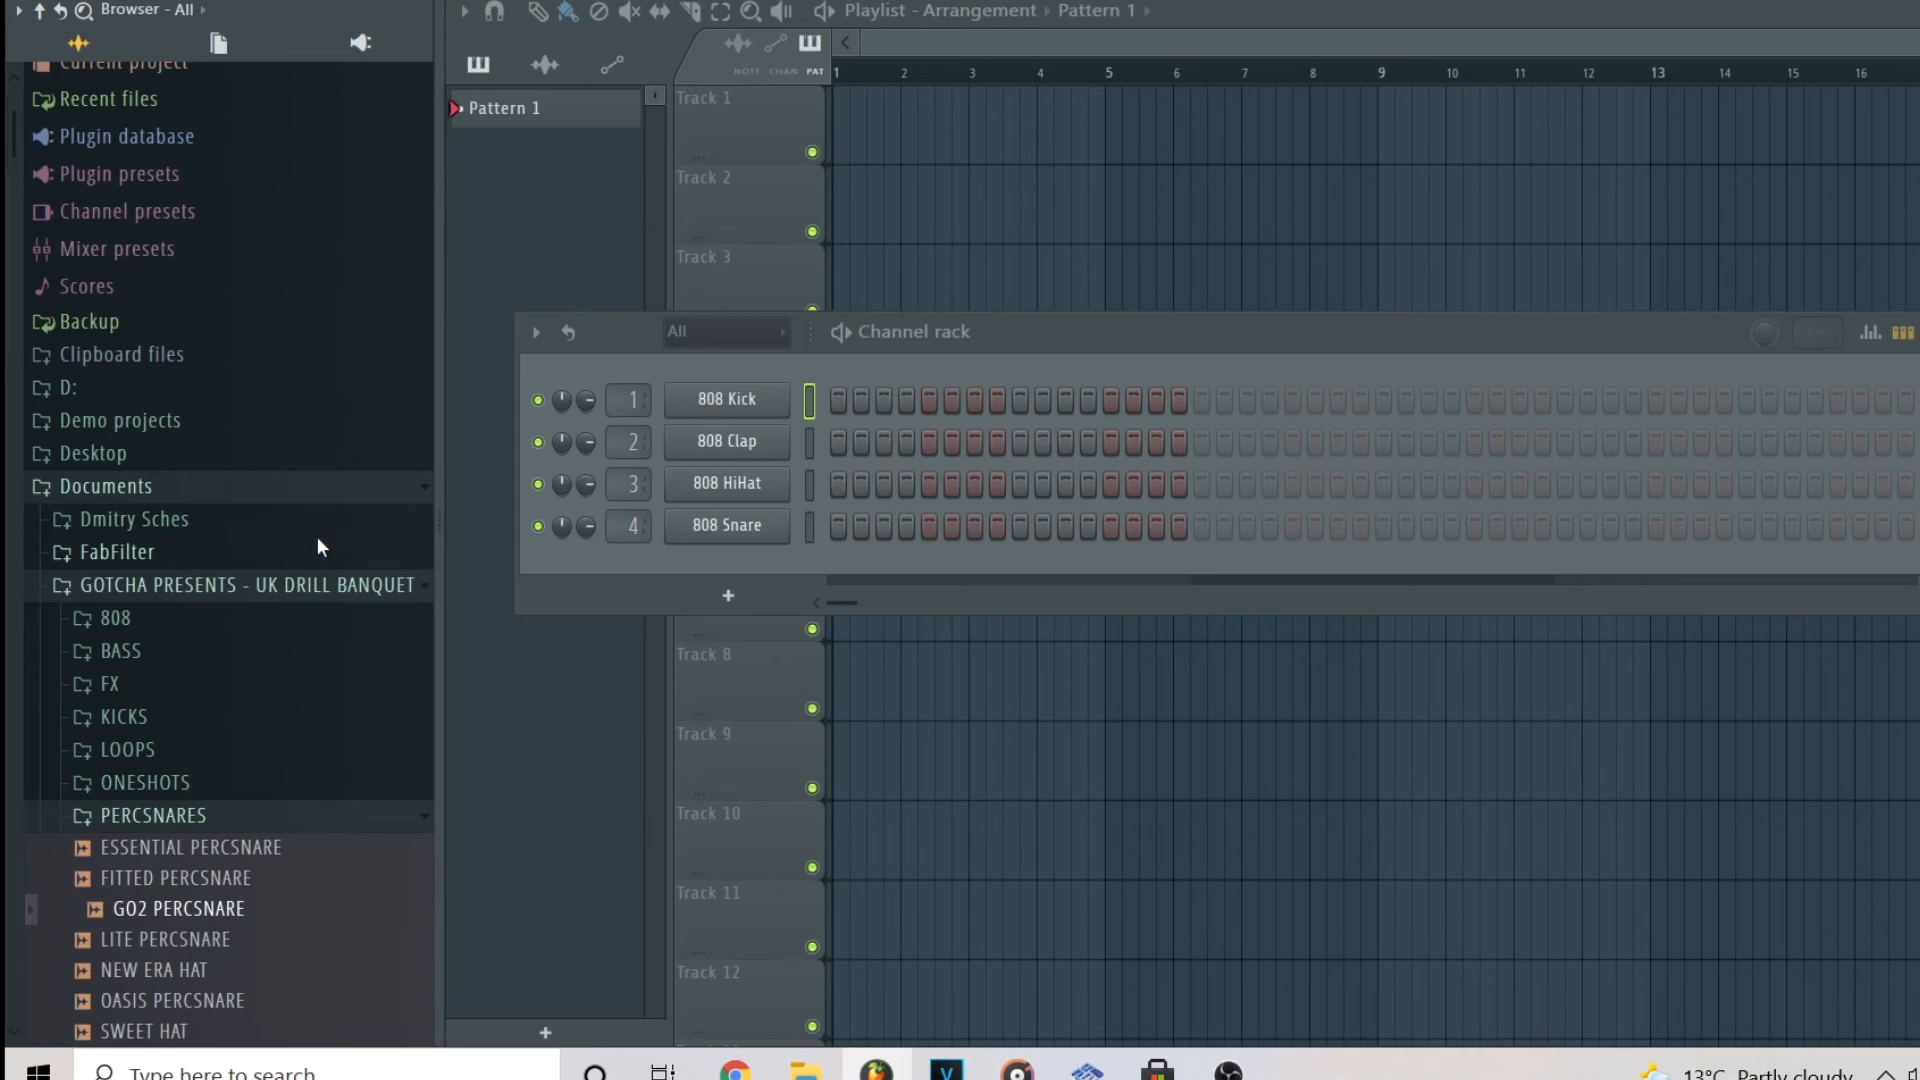 Browser - All
Playlist - Arrangement › Pattern 1 ›
NOTE CHAN PAT
1 2 3 4 5 6 7 8 9 10 11 12 13 14 15 16
Current project
Recent files
Plugin database
Plugin presets
Channel presets
Mixer presets
Scores
Backup
Clipboard files
D:
Demo projects
Desktop
Documents
Dmitry Sches
FabFilter
GOTCHA PRESENTS - UK DRILL BANQUET
808
BASS
FX
KICKS
LOOPS
ONESHOTS
PERCSNARES
ESSENTIAL PERCSNARE
FITTED PERCSNARE
GO2 PERCSNARE
LITE PERCSNARE
NEW ERA HAT
OASIS PERCSNARE
SWEET HAT
Pattern 1
Track 1
Track 2
Track 3
All
Channel rack
1 808 Kick
2 808 Clap
3 808 HiHat
4 808 Snare
Track 8
Track 9
Track 10
Track 11
Track 12
Type here to search
13°C Partly cloudy